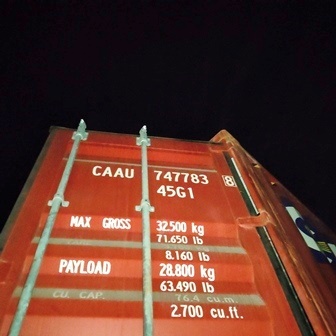 CAAU 747783 8
45G1
MAX GROSS 32.500 kg
71.650 lb
8.160 lb
PAYLOAD 28.800 kg
63.490 lb
CU. CAP. 76.4 cu.m.
2.700 cu.ft.